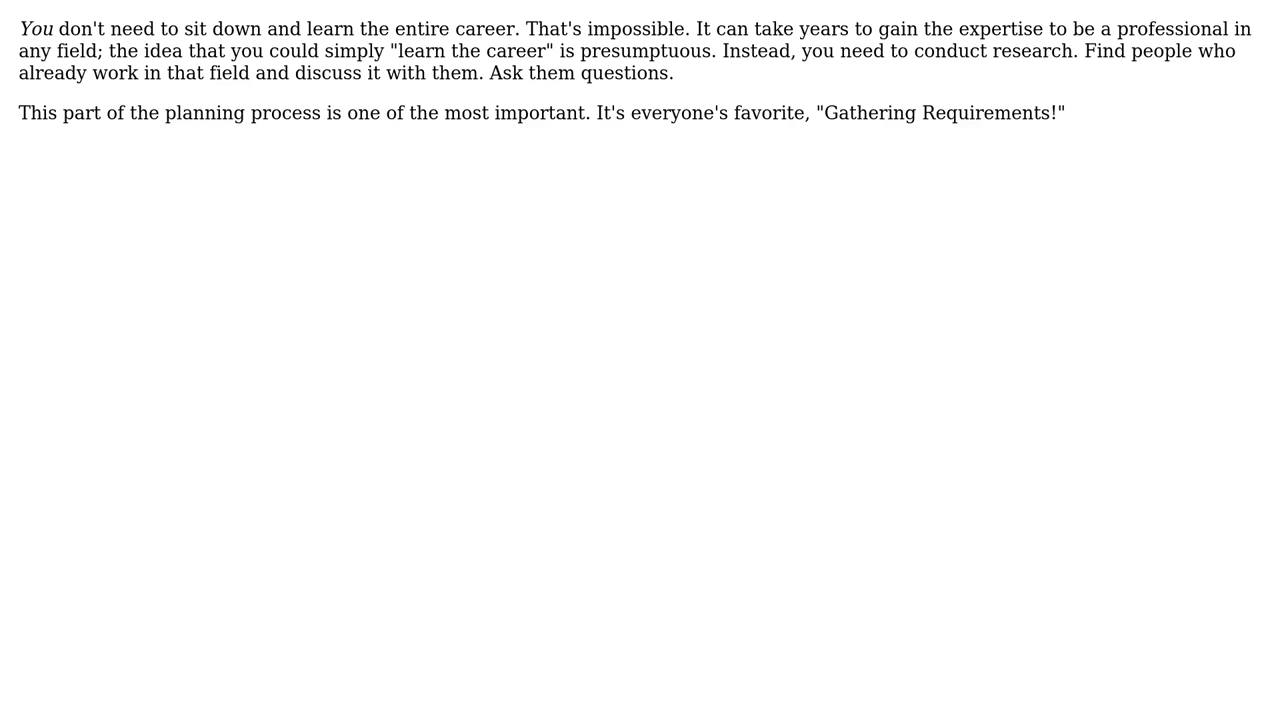 You don't need to sit down and learn the entire career. That's impossible. It can take years to gain the expertise to be a professional in
any field; the idea that you could simply "learn the career" is presumptuous. Instead, you need to conduct research. Find people who
already work in that field and discuss it with them. Ask them questions.
This part of the planning process is one of the most important. It's everyone's favorite, "Gathering Requirements!"